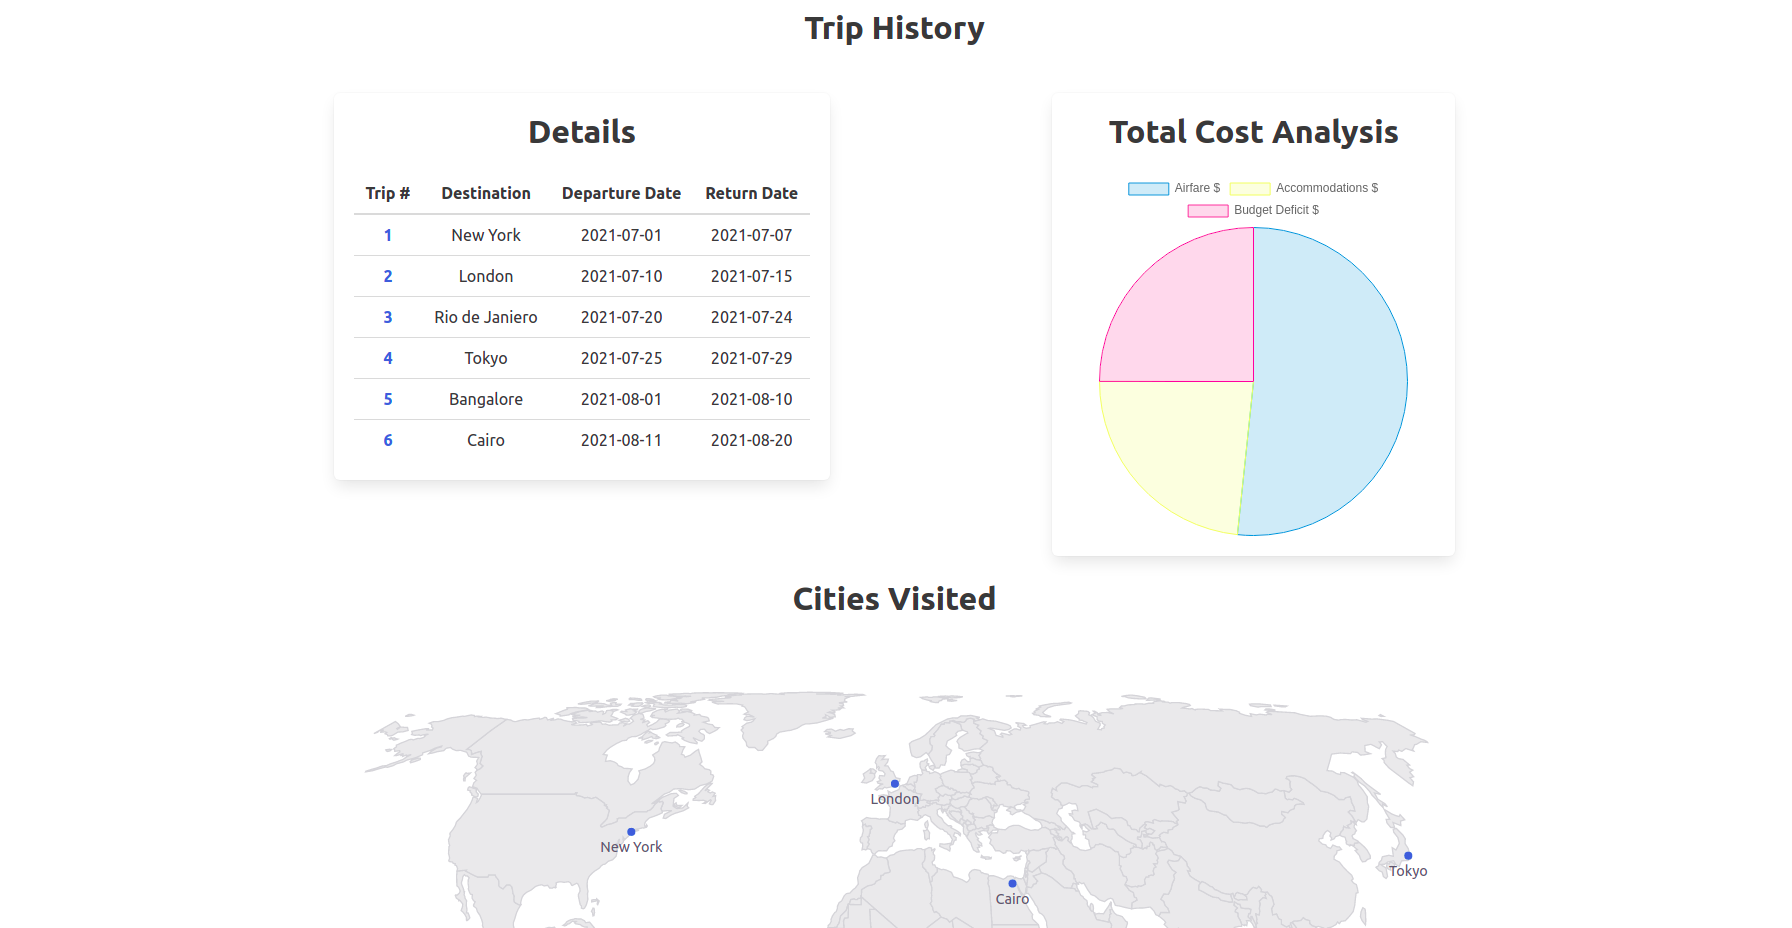 Trip History
Details
Trip # Destination Departure Date Return Date
1 New York 2021-07-01 2021-07-07
2 London 2021-07-10 2021-07-15
3 Rio de Janiero 2021-07-20 2021-07-24
4 Tokyo 2021-07-25 2021-07-29
5 Bangalore 2021-08-01 2021-08-10
6 Cairo 2021-08-11 2021-08-20
Total Cost Analysis
Airfare $ Accommodations $
Budget Deficit $
Cities Visited
London
New York
Tokyo
Cairo